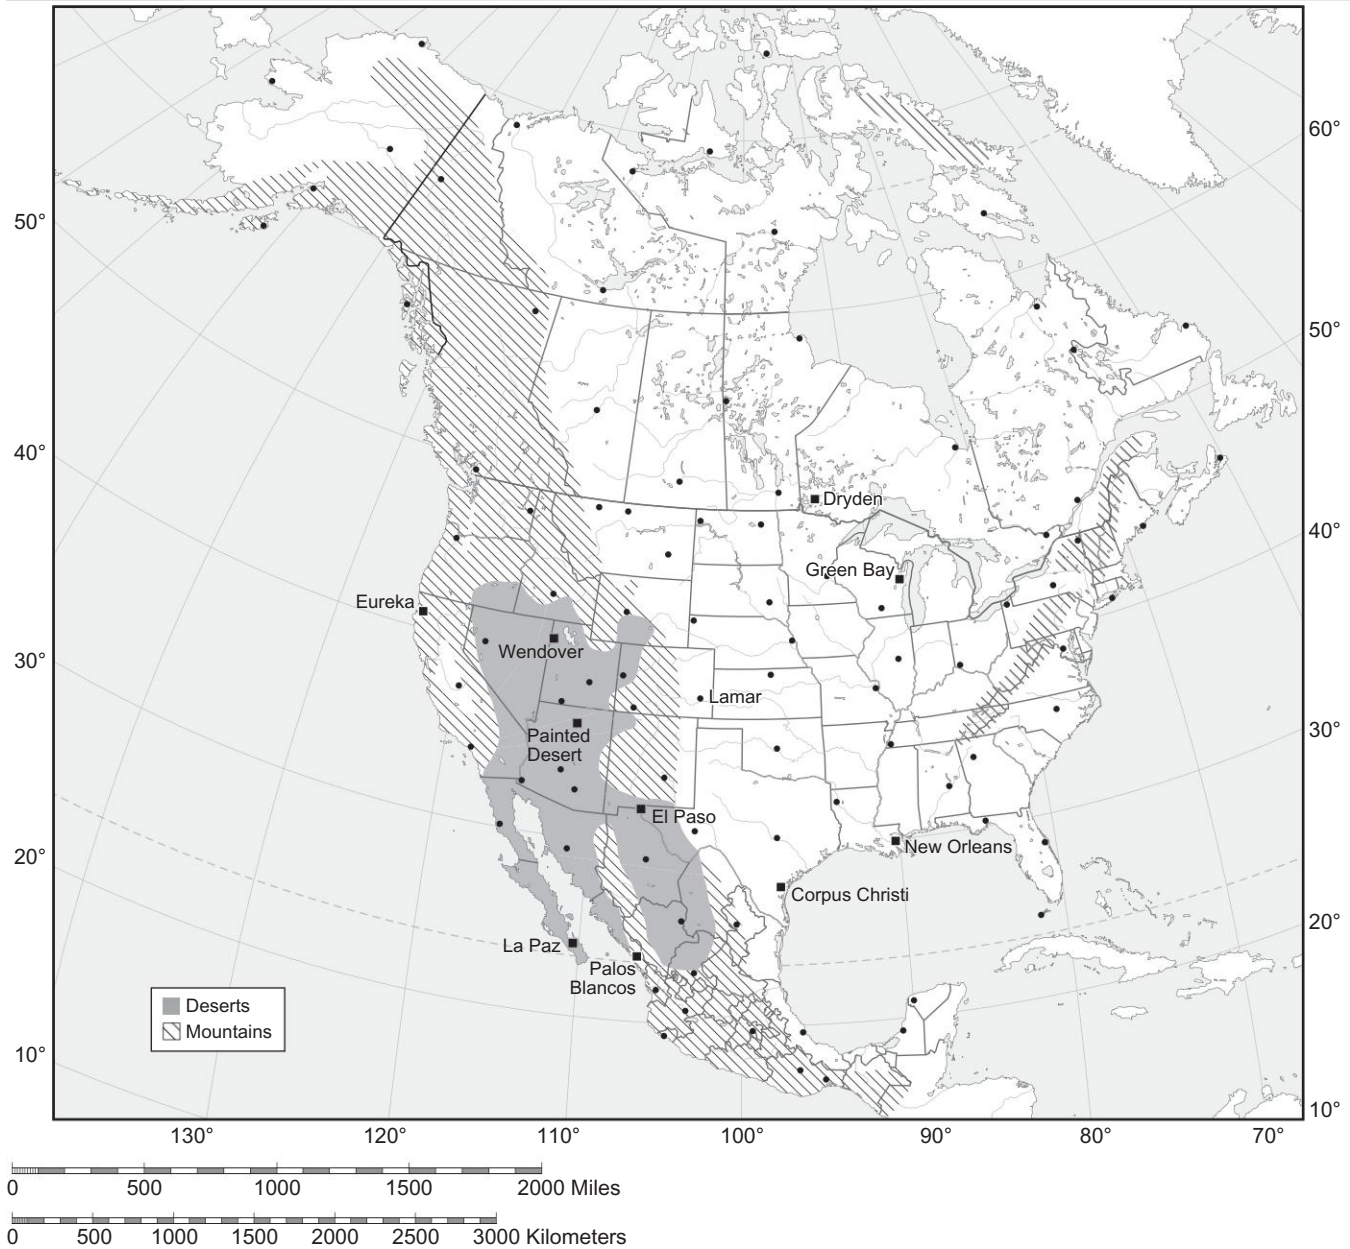 60°
50°
50°
40°
Dryden
40°
Green Bay
Eureka
Wendover
30°
Lamar
30°
Painted
Desert
El Paso
New Orleans
20°
Corpus Christi
20°
La Paz
Palos
Blancos
Deserts
Mountains
10°
10°
130° 120° 110° 100° 90° 80° 70°
0 500 1000 1500 2000 Miles
0 500 1000 1500 2000 2500 3000 Kilometers